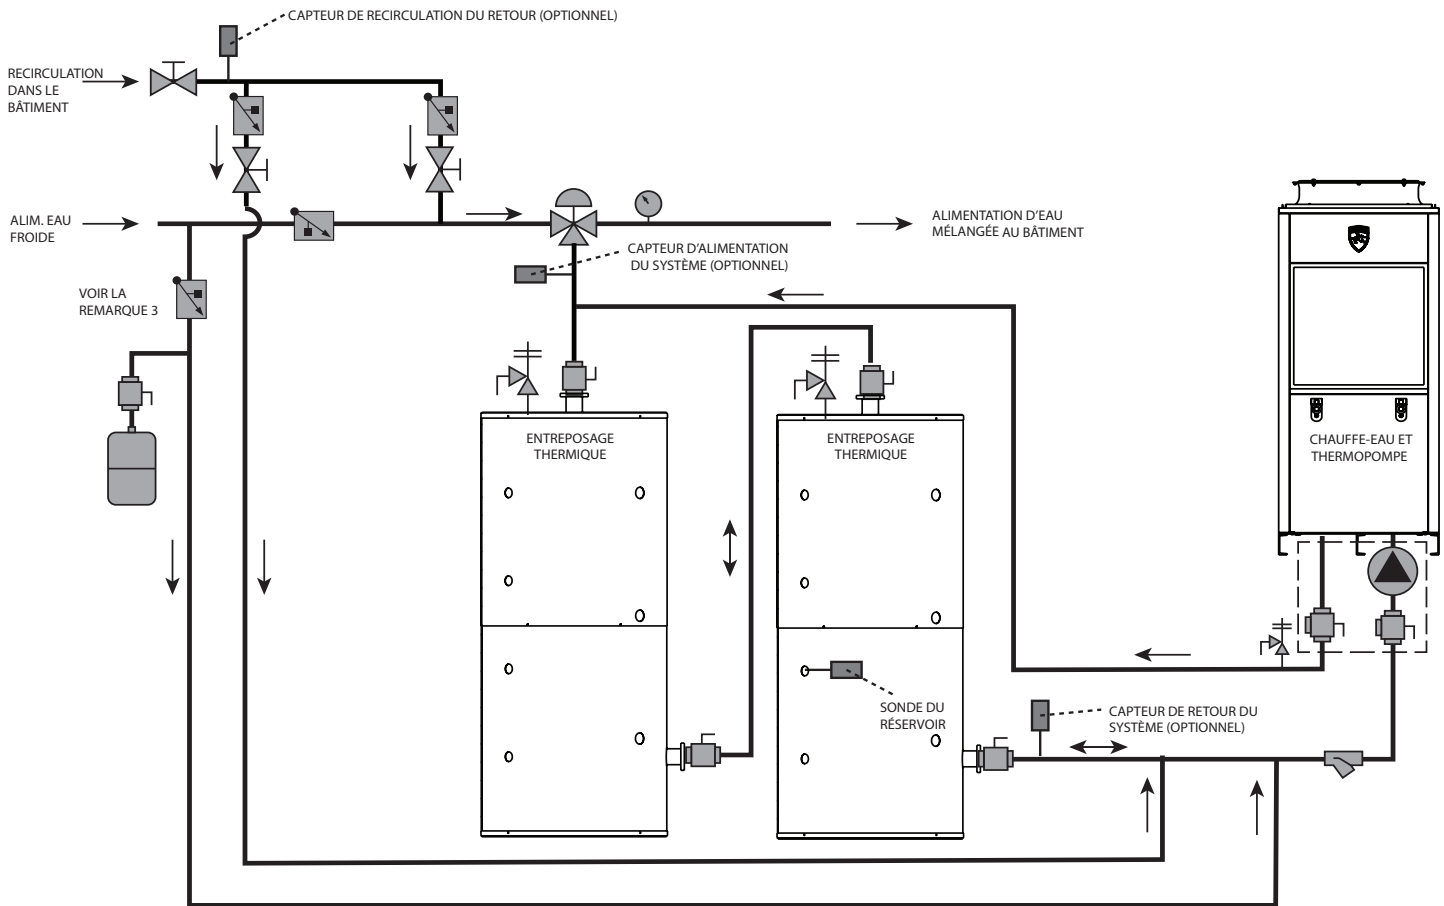 CAPTEUR DE RECIRCULATION DU RETOUR (OPTIONNEL)
RECIRCULATION
DANS LE
BÂTIMENT
ALIM. EAU
FROIDE
ALIMENTATION D'EAU
MÉLANGÉE AU BÂTIMENT
CAPTEUR D'ALIMENTATION
DU SYSTÈME (OPTIONNEL)
VOIR LA
REMARQUE 3
ENTREPOSAGE
THERMIQUE
ENTREPOSAGE
THERMIQUE
CHAUFFE-EAU ET
THERMOPOMPE
SONDE DU
RÉSERVOIR
CAPTEUR DE RETOUR DU
SYSTÈME (OPTIONNEL)